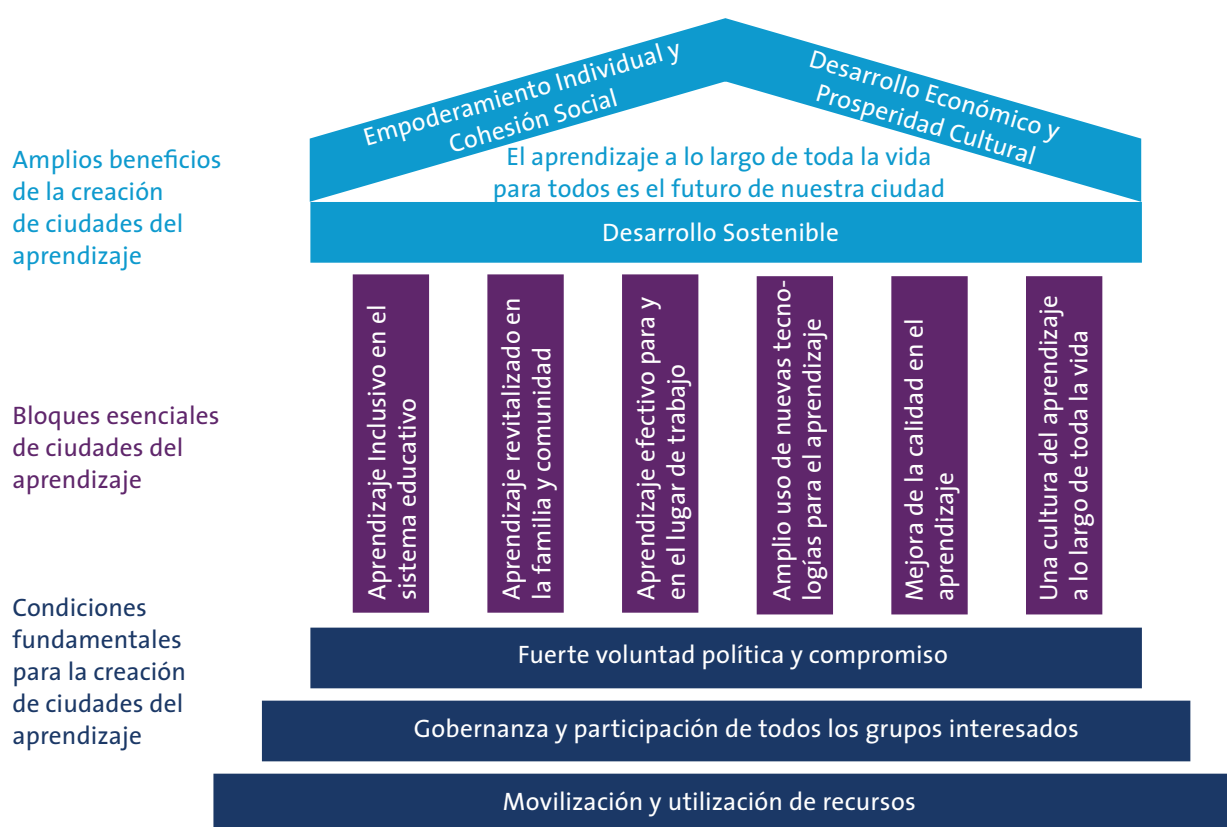 Empoderamiento Individual y
Cohesión Social
Desarrollo Económico y
Prosperidad Cultural
Amplios beneficios
de la creación
de ciudades del
aprendizaje
El aprendizaje a lo largo de toda la vida
para todos es el futuro de nuestra ciudad
Desarrollo Sostenible
Bloques esenciales
de ciudades del
aprendizaje
Aprendizaje Inclusivo en el
sistema educativo
Aprendizaje revitalizado en
la familia y comunidad
Aprendizaje efectivo para y
en el lugar de trabajo
Amplio uso de nuevas tecno-
logías para el aprendizaje
Mejora de la calidad en el
aprendizaje
Una cultura del aprendizaje
a lo largo de toda la vida
Condiciones
fundamentales
para la creación
de ciudades del
aprendizaje
Fuerte voluntad política y compromiso
Gobernanza y participación de todos los grupos interesados
Movilización y utilización de recursos